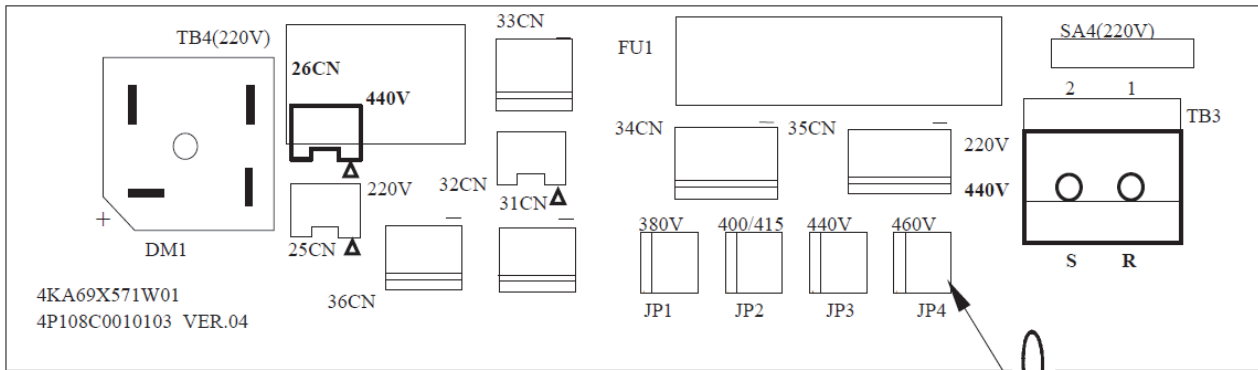 33CN
TB4(220V)
FU1
SA4(220V)
26CN
440V
2 1
TB3
34CN
35CN
220V
440V
220V
32CN
31CN
+
DM1
25CN
380V
400/415
440V
460V
S R
36CN
JP1
JP2
JP3
JP4
4KA69X571W01
4P108C0010103 VER.04